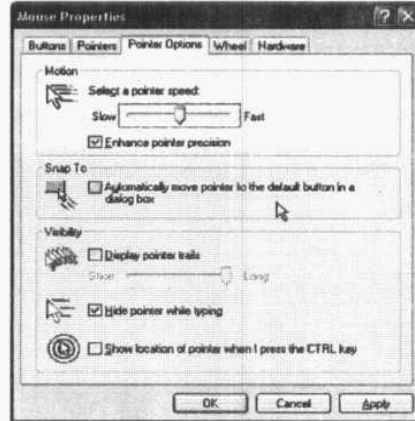 Mouse Properties
Buttons Pointers Pointer Options Wheel Hardware
Motion
Select a pointer speed:
Slow Fast
Enhance pointer precision
Snap To
Automatically move pointer to the default button in a
dialog box
Visibility
Display pointer trails
Short Long
Hide pointer while typing
Show location of pointer when I press the CTRL key
OK Cancel Apply